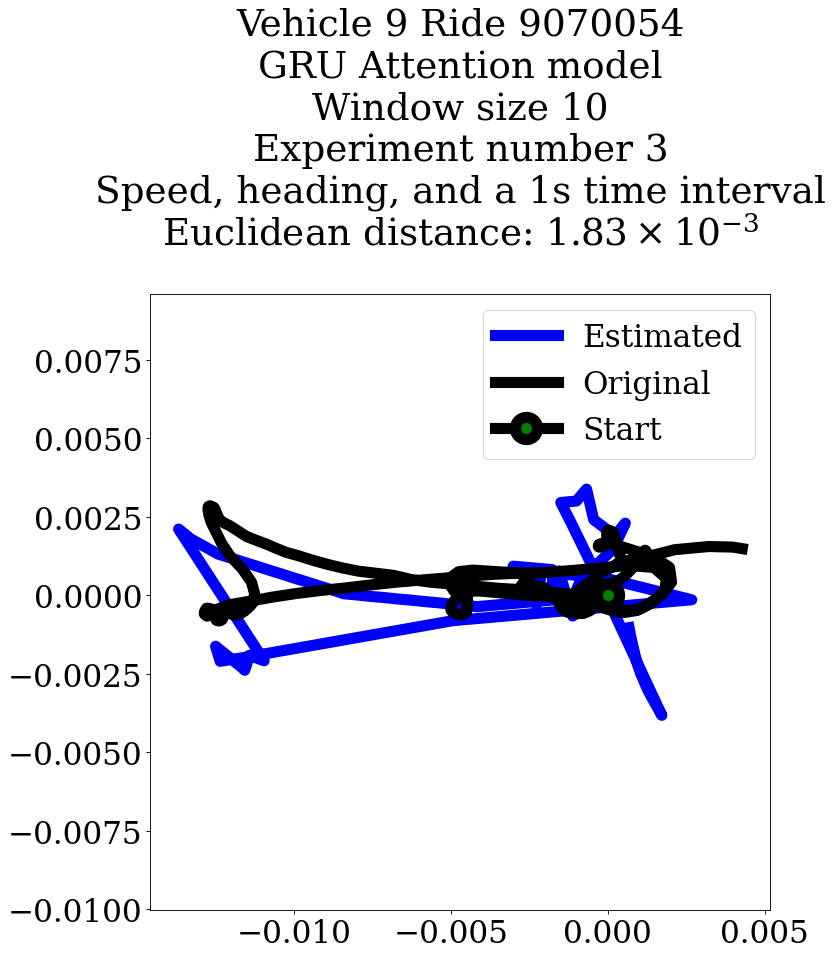 Vehicle 9 Ride 9070054
GRU Attention model
Window size 10
Experiment number 3
Speed, heading, and a 1s time interval
Euclidean distance: 1.83 × 10⁻³
Estimated
Original
Start
0.0075
0.0050
0.0025
0.0000
−0.0025
−0.0050
−0.0075
−0.0100
−0.010 −0.005 0.000 0.005